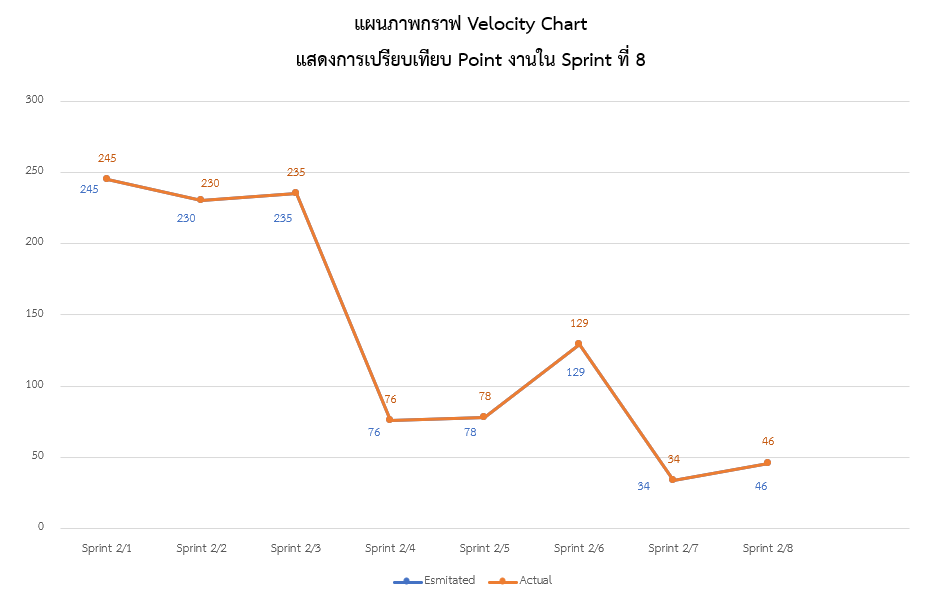 แผนภาพกราฟ Velocity Chart
แสดงการเปรียบเทียบ Point งานใน Sprint ที่ 8
300
250
200
150
100
50
0
245
230
235
76
78
129
34
46
245
230
235
76
78
129
34
46
Sprint 2/1
Sprint 2/2
Sprint 2/3
Sprint 2/4
Sprint 2/5
Sprint 2/6
Sprint 2/7
Sprint 2/8
Esmitated
Actual